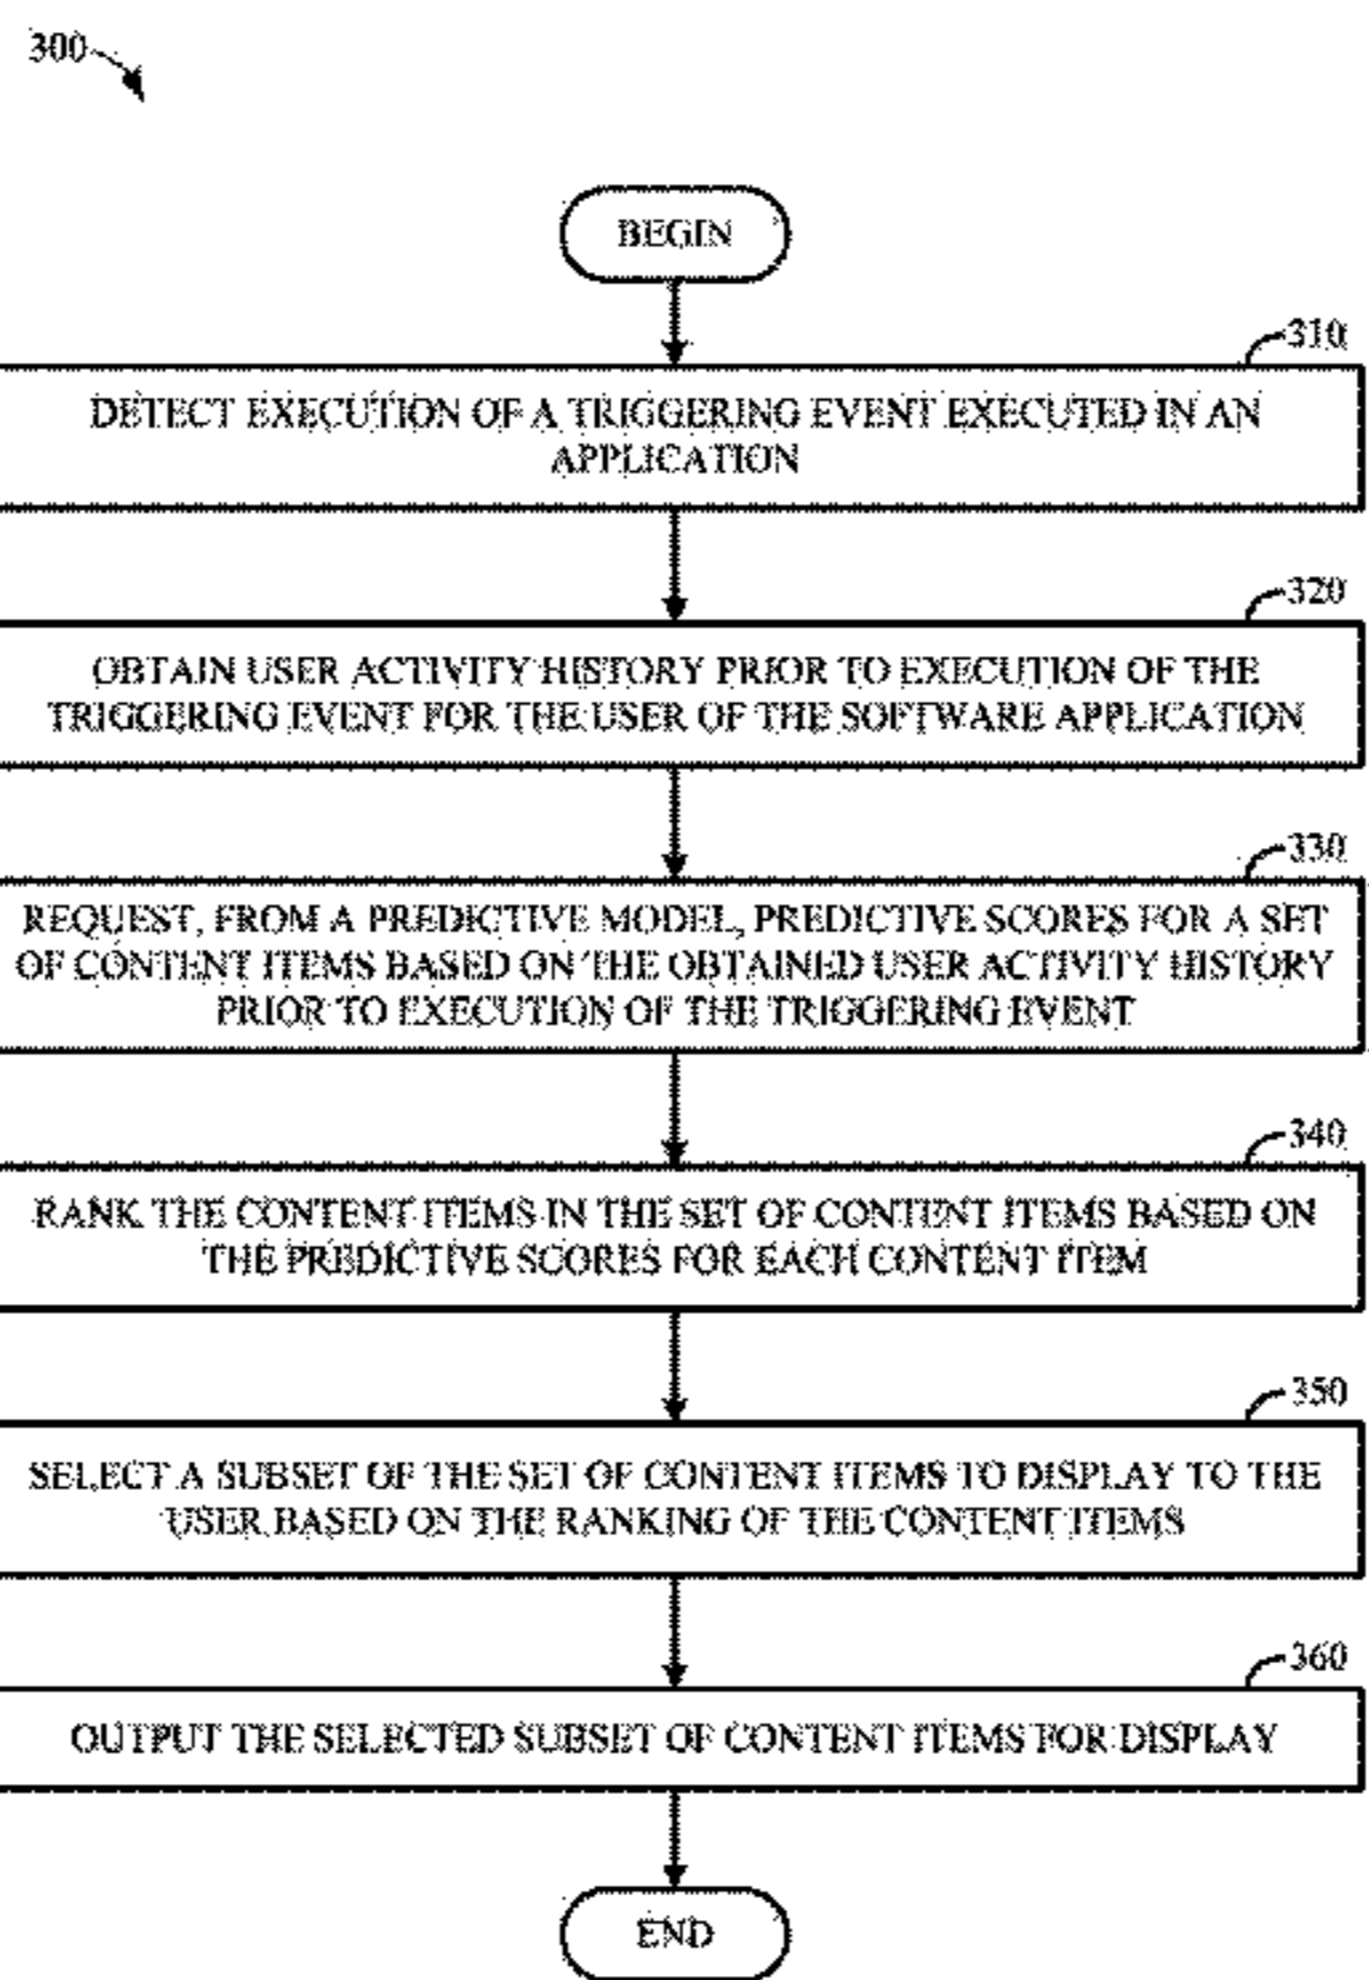 300
BEGIN
310
DETECT EXECUTION OF A TRIGGERING EVENT EXECUTED IN AN
APPLICATION
320
OBTAIN USER ACTIVITY HISTORY PRIOR TO EXECUTION OF THE
TRIGGERING EVENT FOR THE USER OF THE SOFTWARE APPLICATION
330
REQUEST, FROM A PREDICTIVE MODEL, PREDICTIVE SCORES FOR A SET
OF CONTENT ITEMS BASED ON THE OBTAINED USER ACTIVITY HISTORY
PRIOR TO EXECUTION OF THE TRIGGERING EVENT
340
RANK THE CONTENT ITEMS IN THE SET OF CONTENT ITEMS BASED ON
THE PREDICTIVE SCORES FOR EACH CONTENT ITEM
350
SELECT A SUBSET OF THE SET OF CONTENT ITEMS TO DISPLAY TO THE
USER BASED ON THE RANKING OF THE CONTENT ITEMS
360
OUTPUT THE SELECTED SUBSET OF CONTENT ITEMS FOR DISPLAY
END